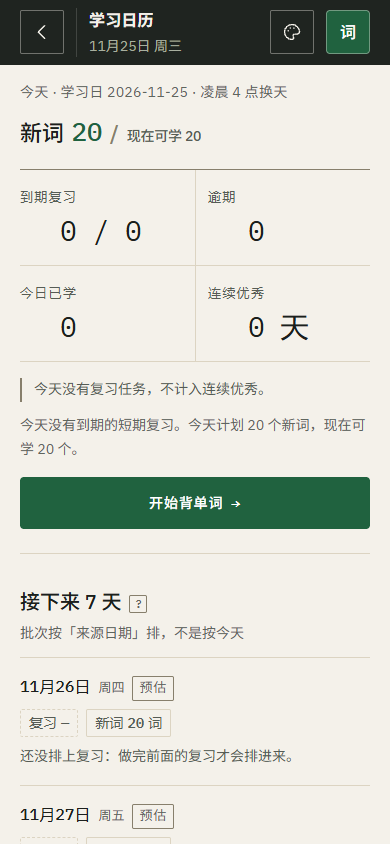 学习日历
11月25日 周三
词
今天 · 学习日 2026-11-25 · 凌晨 4 点换天
新词 20 / 现在可学 20
到期复习
0 / 0
逾期
0
今日已学
0
连续优秀
0 天
今天没有复习任务，不计入连续优秀。
今天没有到期的短期复习。今天计划 20 个新词，现在可
学 20 个。
开始背单词 →
接下来 7 天 ?
批次按「来源日期」排，不是按今天
11月26日 周四 预估
复习 — 新词 20 词
还没排上复习：做完前面的复习才会排进来。
11月27日 周五 预估